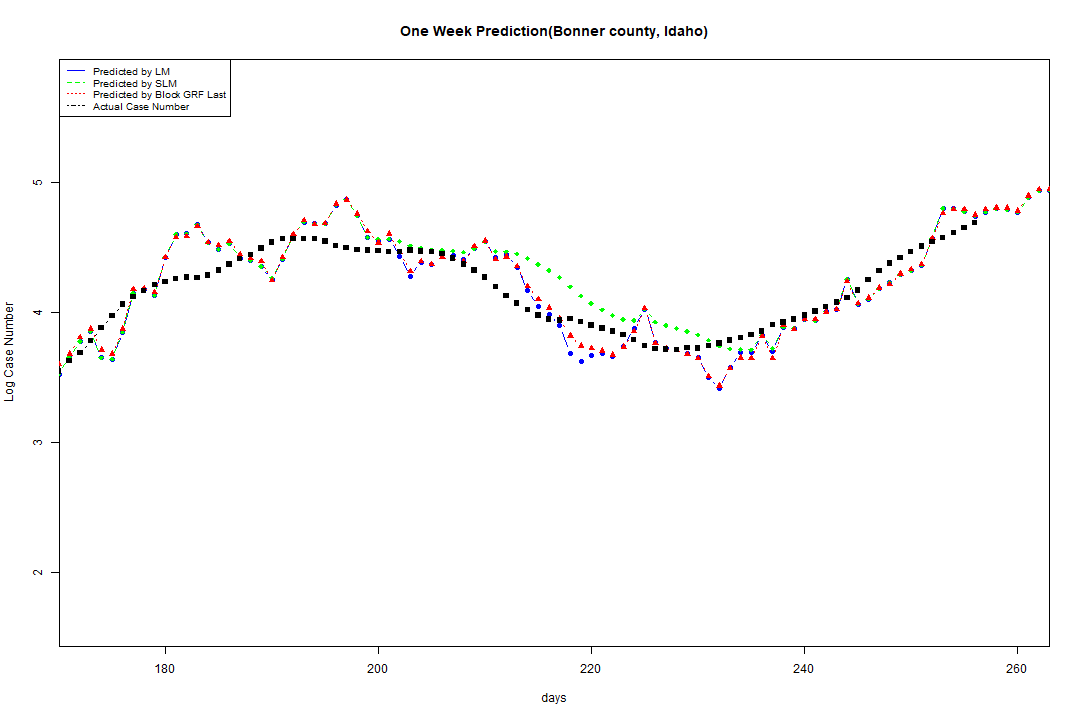 One Week Prediction(Bonner county, Idaho)
Predicted by LM
Predicted by SLM
Predicted by Block GRF Last
Actual Case Number
5
4
3
2
Log Case Number
180 200 220 240 260
days